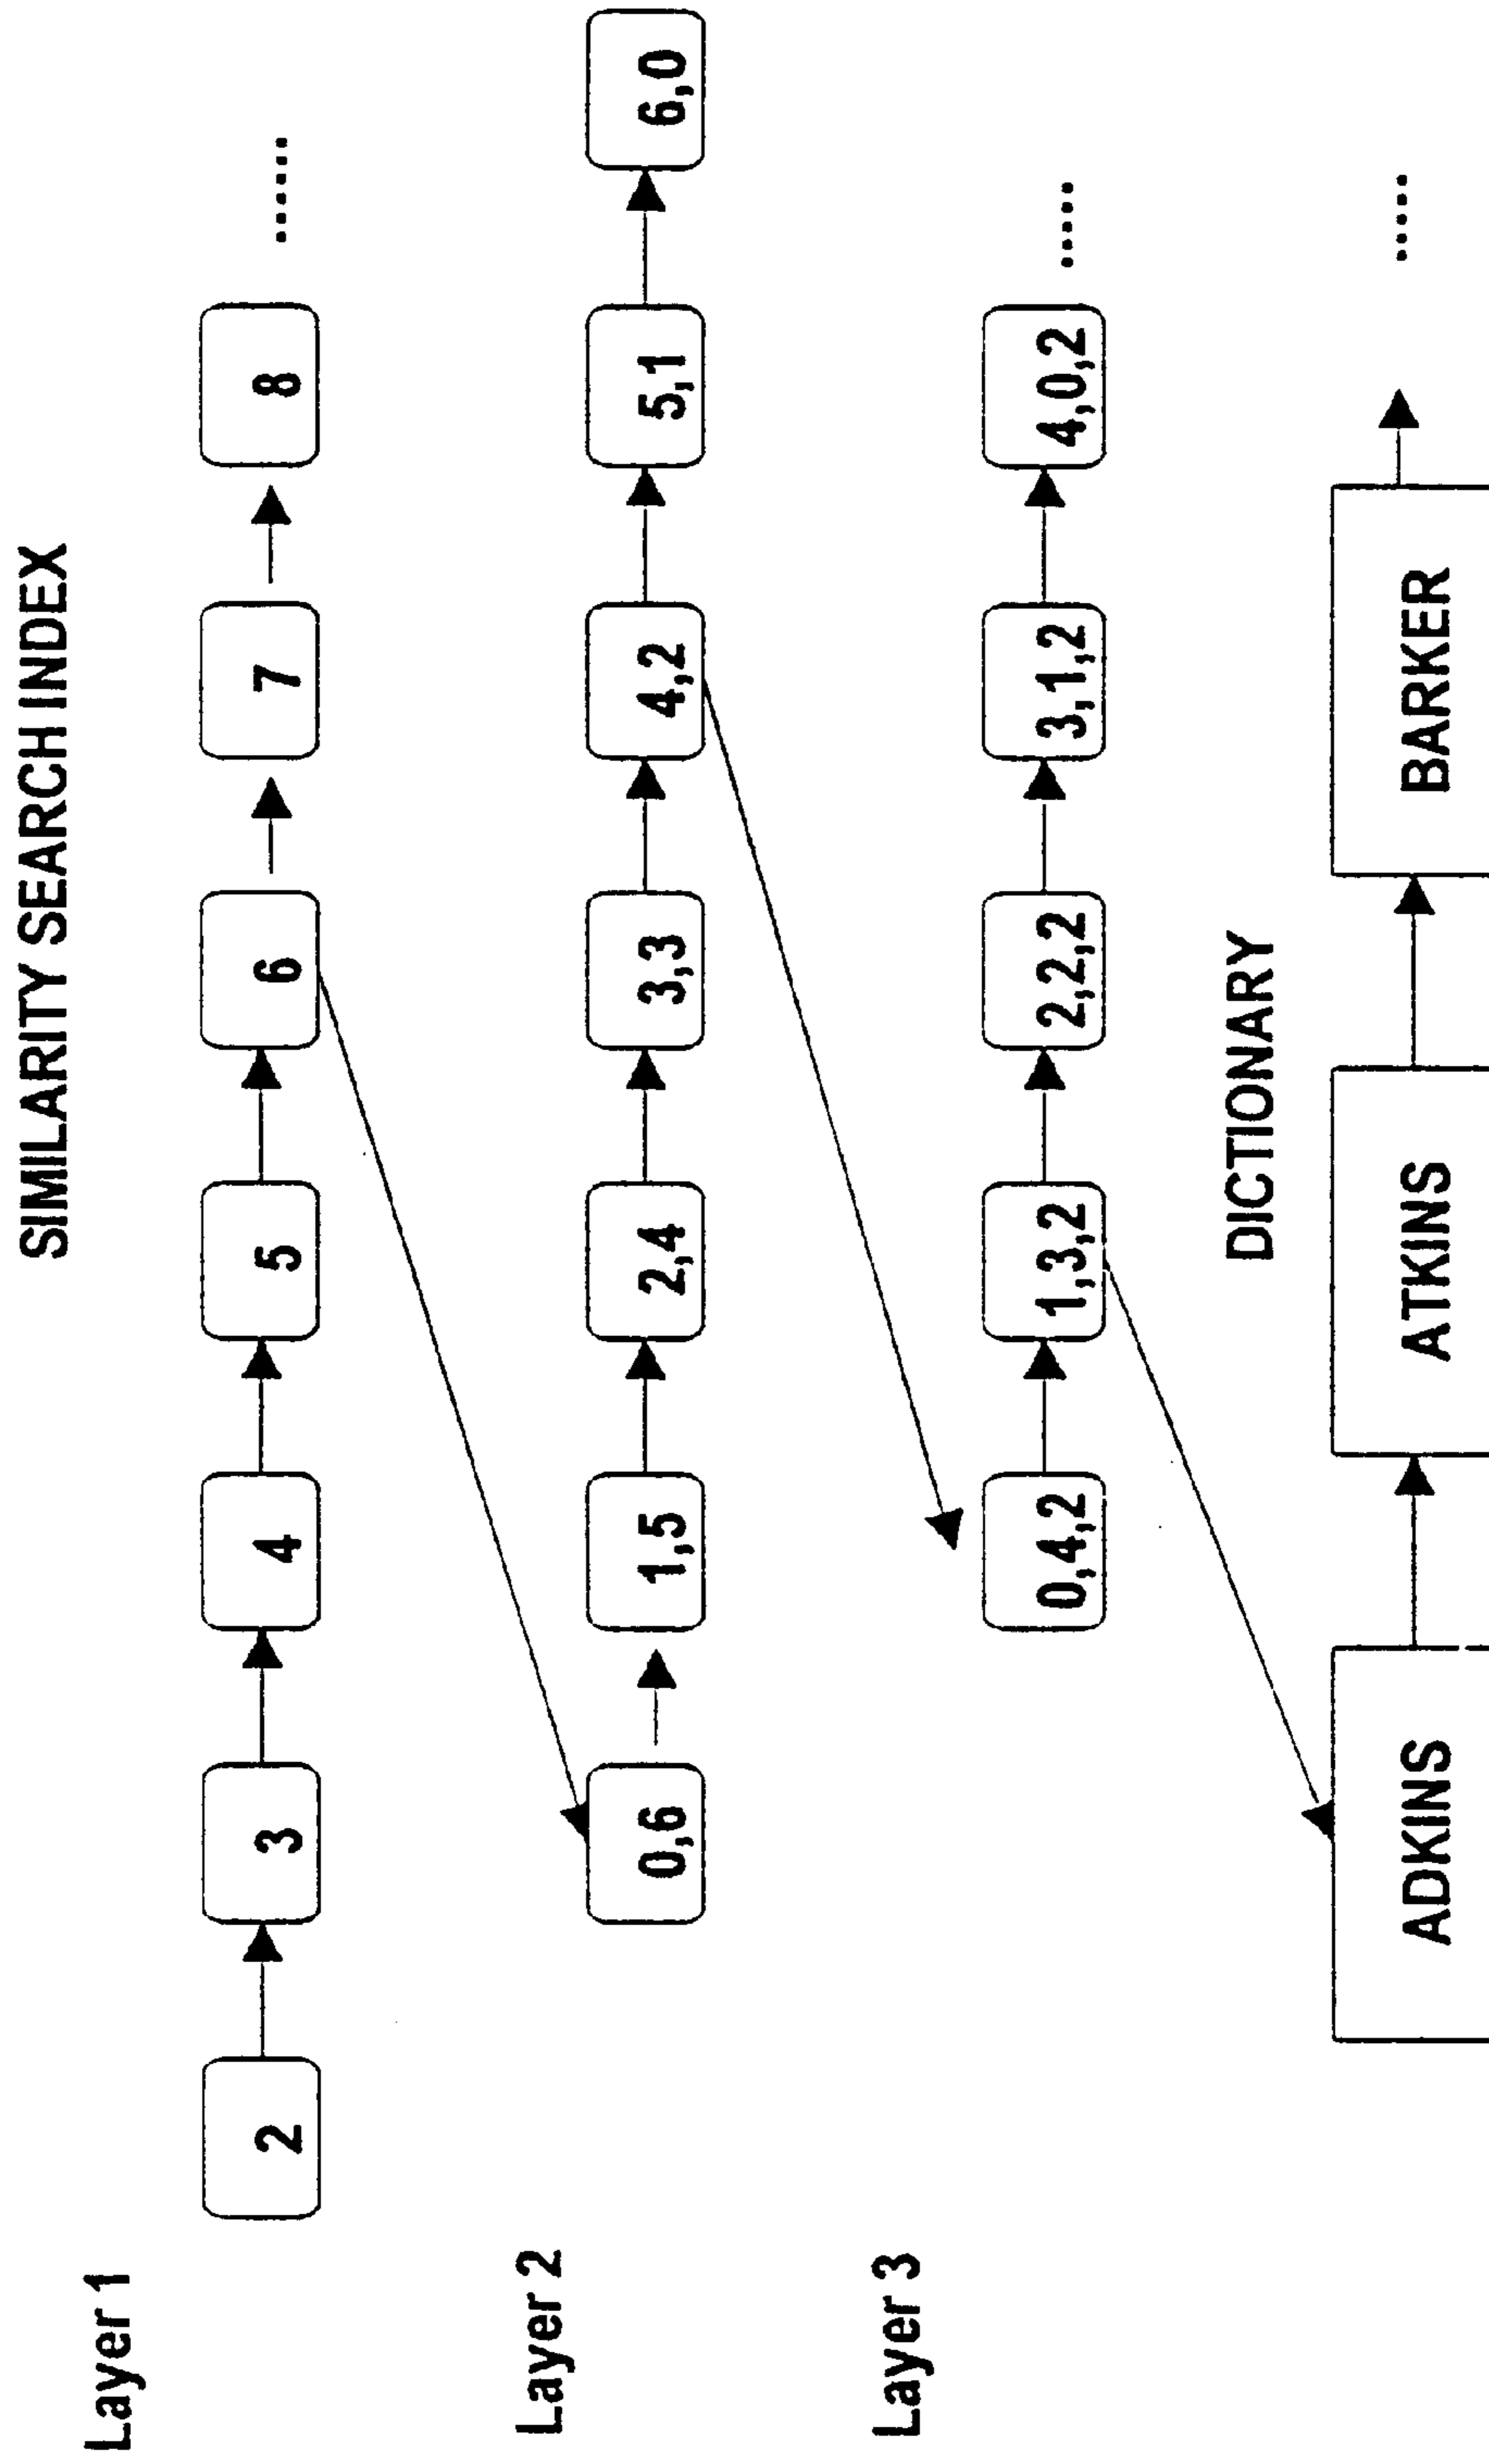 SIMILARITY SEARCH INDEX
Layer 1
2 3 4 5 6 7 8 ......
Layer 2
0,6 1,5 2,4 3,3 4,2 5,1 6,0
Layer 3
0,4,2 1,3,2 2,2,2 3,1,2 4,0,2 .....
DICTIONARY
ADKINS ATKINS BARKER .....